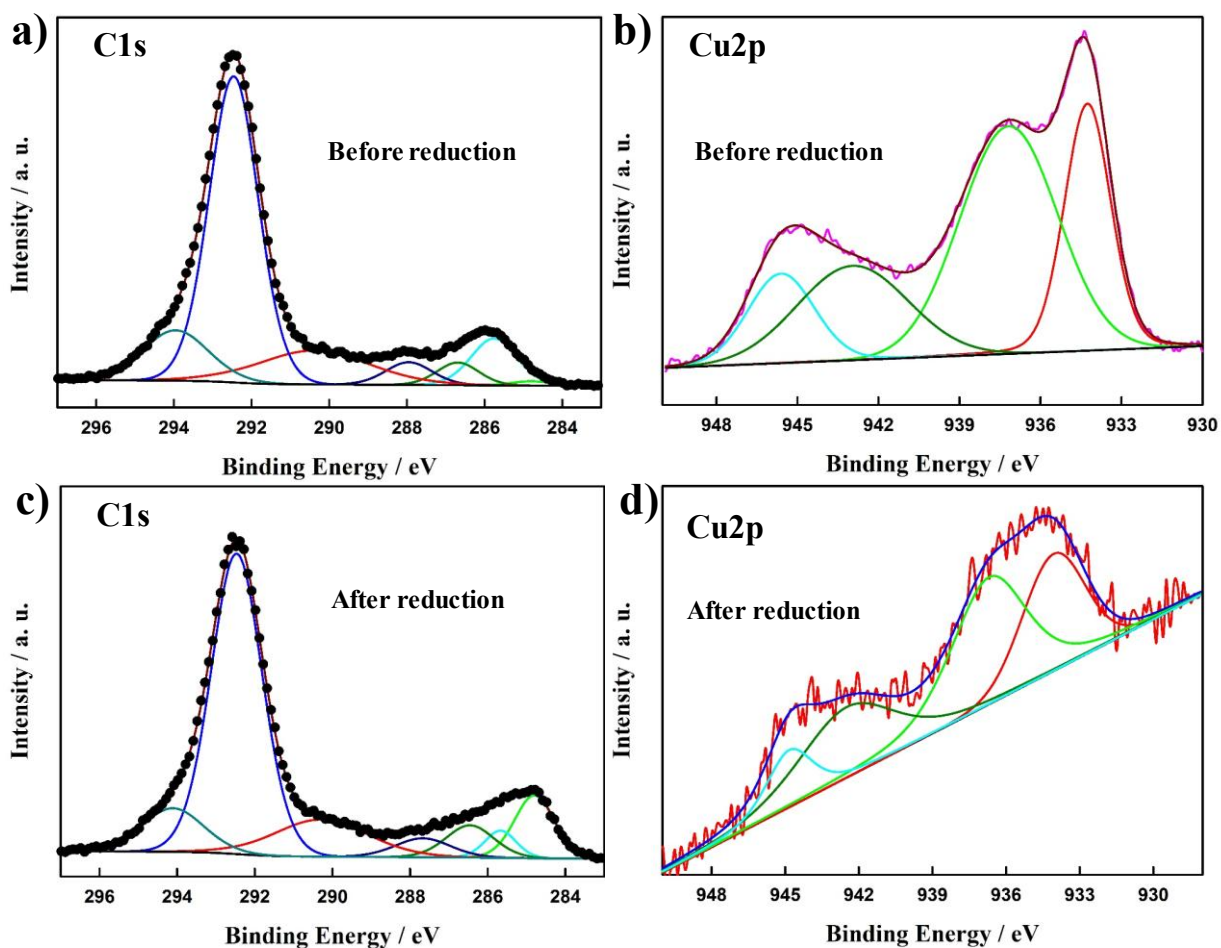 a)
C1s
Before reduction
Intensity / a. u.
296 294 292 290 288 286 284
Binding Energy / eV
b)
Cu2p
Before reduction
Intensity / a. u.
948 945 942 939 936 933 930
Binding Energy / eV
c)
C1s
After reduction
Intensity / a. u.
296 294 292 290 288 286 284
Binding Energy / eV
d)
Cu2p
After reduction
Intensity / a. u.
948 945 942 939 936 933 930
Binding Energy / eV